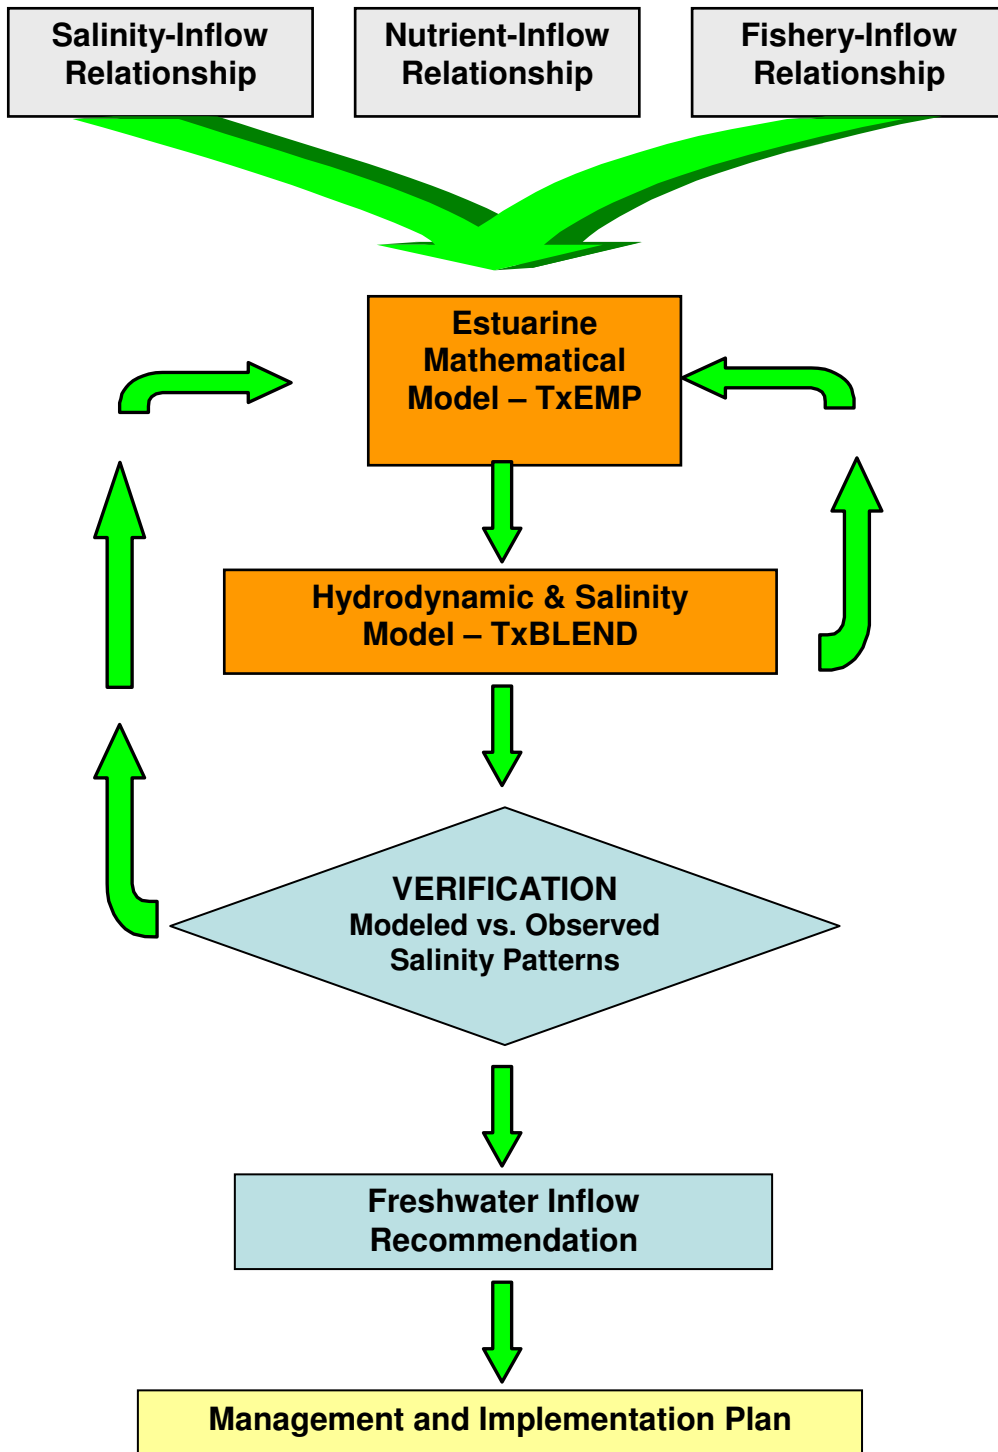 Salinity-Inflow
Relationship
Nutrient-Inflow
Relationship
Fishery-Inflow
Relationship
Estuarine
Mathematical
Model – TxEMP
Hydrodynamic & Salinity
Model – TxBLEND
VERIFICATION
Modeled vs. Observed
Salinity Patterns
Freshwater Inflow
Recommendation
Management and Implementation Plan